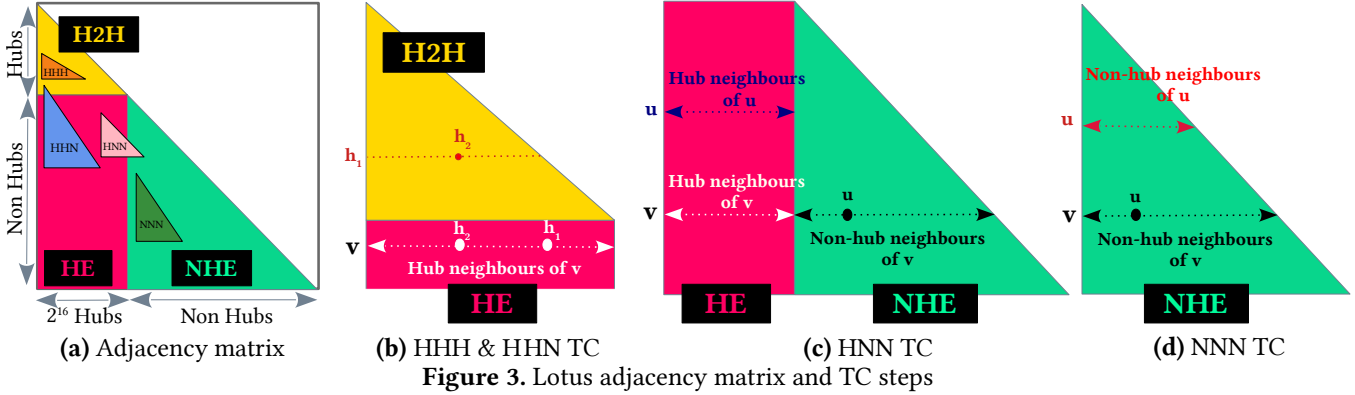 H2H
Hubs
HHH
Non Hubs
HHN
HNN
NNN
HE
NHE
2¹⁶ Hubs
Non Hubs
(a) Adjacency matrix
H2H
h₂
h₁
h₂
h₁
v
Hub neighbours of v
HE
(b) HHH & HHN TC
Hub neighbours
of u
u
Hub neighbours
of v
v
u
Non-hub neighbours
of v
HE
NHE
(c) HNN TC
Non-hub neighbours
of u
u
u
v
Non-hub neighbours
of v
NHE
(d) NNN TC
Figure 3. Lotus adjacency matrix and TC steps